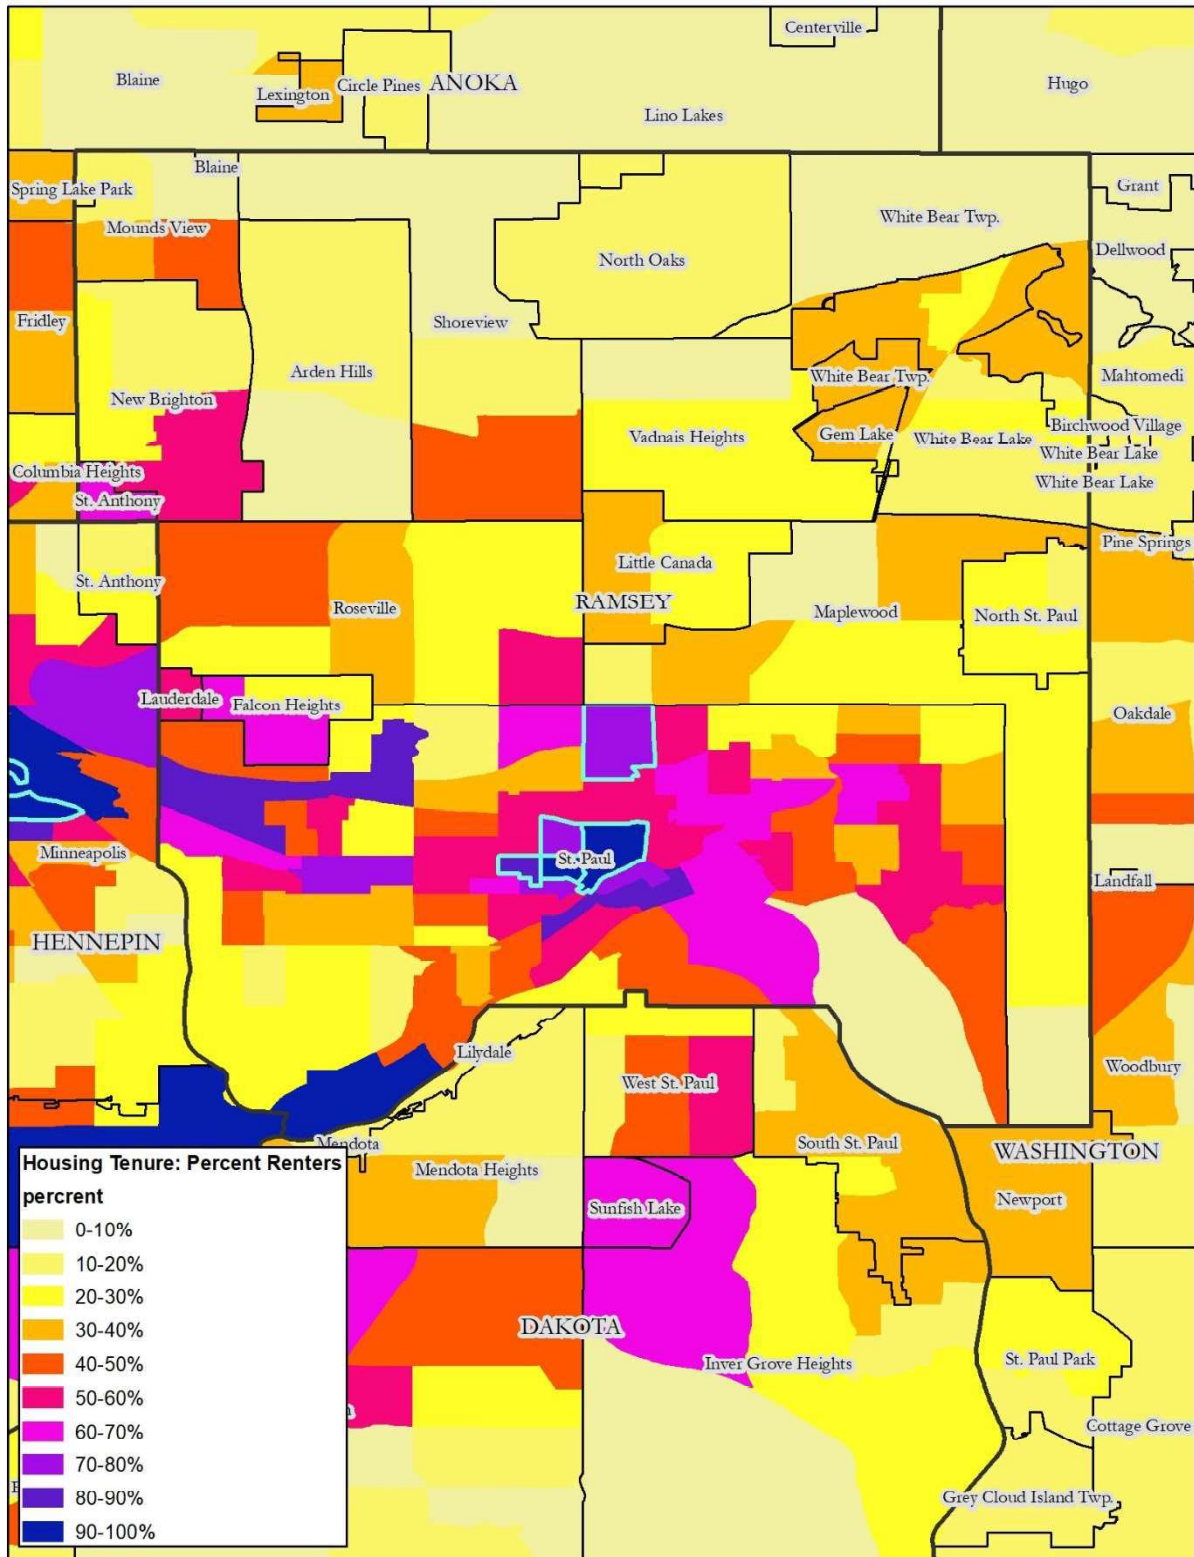 Centerville
Blaine
Lexington
Circle Pines
ANOKA
Hugo
Lino Lakes
Blaine
Spring Lake Park
Grant
Mounds View
White Bear Twp.
Dellwood
North Oaks
Fridley
Shoreview
Arden Hills
White Bear Twp.
Mahtomedi
New Brighton
Vadnais Heights
Gem Lake
White Bear Lake
Birchwood Village
White Bear Lake
Columbia Heights
White Bear Lake
St. Anthony
Pine Springs
St. Anthony
Little Canada
Roseville
RAMSEY
Maplewood
North St. Paul
Lauderdale
Falcon Heights
Oakdale
Minneapolis
St. Paul
Landfall
HENNEPIN
Lilydale
West St. Paul
Woodbury
Mendota
South St. Paul
WASHINGTON
Mendota Heights
Newport
Sunfish Lake
DAKOTA
Inver Grove Heights
St. Paul Park
Cottage Grove
Grey Cloud Island Twp.
Housing Tenure: Percent Renters
percrent
0-10%
10-20%
20-30%
30-40%
40-50%
50-60%
60-70%
70-80%
80-90%
90-100%